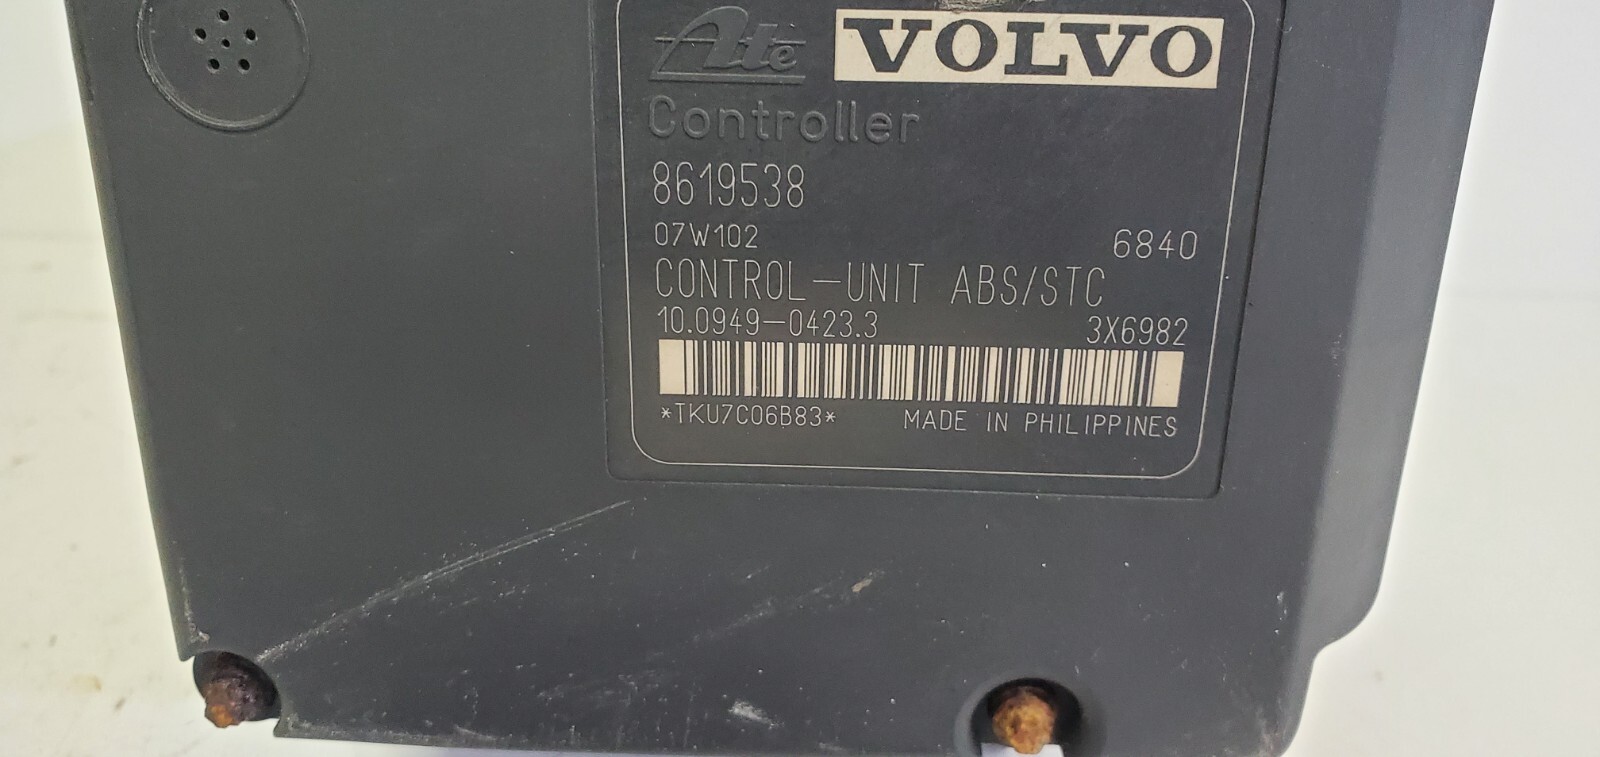 Ate VOLVO
Controller
8619538
07W102 6840
CONTROL-UNIT ABS/STC
10.0949-0423.3 3X6982
*TKU7C06B83* MADE IN PHILIPPINES